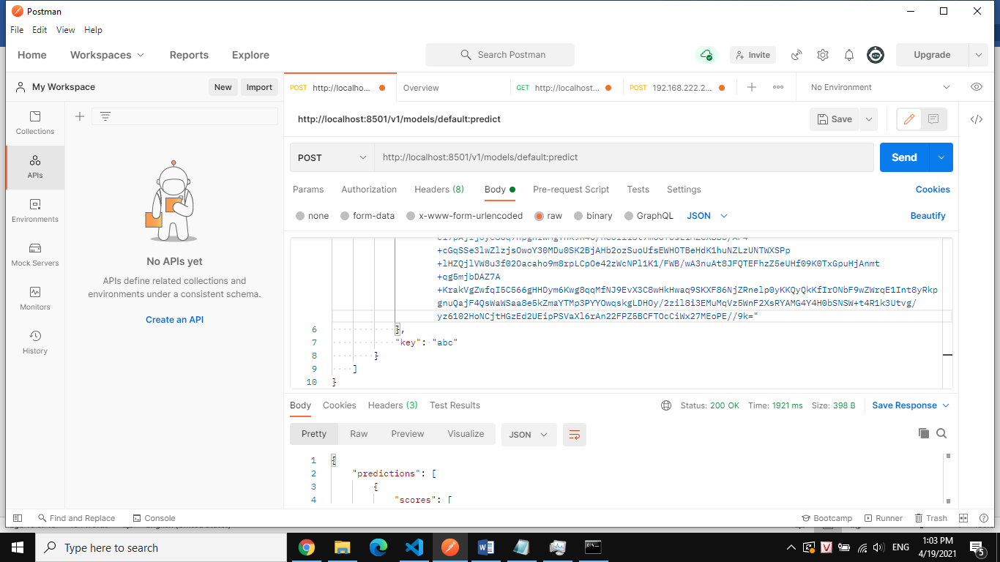 Postman
File Edit View Help
Home Workspaces Reports Explore Search Postman Invite Upgrade
My Workspace New Import
POST http://localho... Overview GET http://localhost... POST 192.168.222.2... No Environment
Collections
APIs
Environments
Mock Servers
Monitors
History
No APIs yet
APIs define related collections and
environments under a consistent schema.
Create an API
http://localhost:8501/v1/models/default:predict Save
POST http://localhost:8501/v1/models/default:predict Send
Params Authorization Headers (8) Body Pre-request Script Tests Settings Cookies
none form-data x-www-form-urlencoded raw binary GraphQL JSON Beautify
+cGqSSe3lwZlzjsOwoY30MDu0SK2BjAHb2ozSuoUfsEWHOTBeHdK1huNZLzUNTWXSPp
+lHZQjlVW8u3f02Oacaho9m8rpLCpOe42zWcNPl1K1/FWB/wA3nuAt8JFQTEFhzZ5eUHf09K0TxGpuHjAnmt
+qg5mjbDAZ7A
+KrakVgZwfqI5C566gHHDym6Kwg8qqMfNJ9EvX3C8wHkHwaq9SKXF86NjZRnelp0yKKQyQkKfIrONbF9wZWrqE1Int8yRkp
gnuQajF4QsWaWSaa8e5kZmaYTMp3PYYOwqskgLDHOy/2zil8i3EMuMqVz5WnF2XsRYAMG4Y4H0bSNSW+t4R1k3Utvg/
yz6102HoNCjtHGzEd2UEipPSVaXl6rAn22FPZ5BCFTOcCiWx27MEoPE//9k="
6 },
7 "key": "abc"
8 }
9 ]
10 }
Body Cookies Headers (3) Test Results Status: 200 OK Time: 1921 ms Size: 398 B Save Response
Pretty Raw Preview Visualize JSON
1 {
2 "predictions": [
3 {
4 "scores": [
Find and Replace Console Bootcamp Runner Trash
Type here to search ENG 1:03 PM
4/19/2021 5